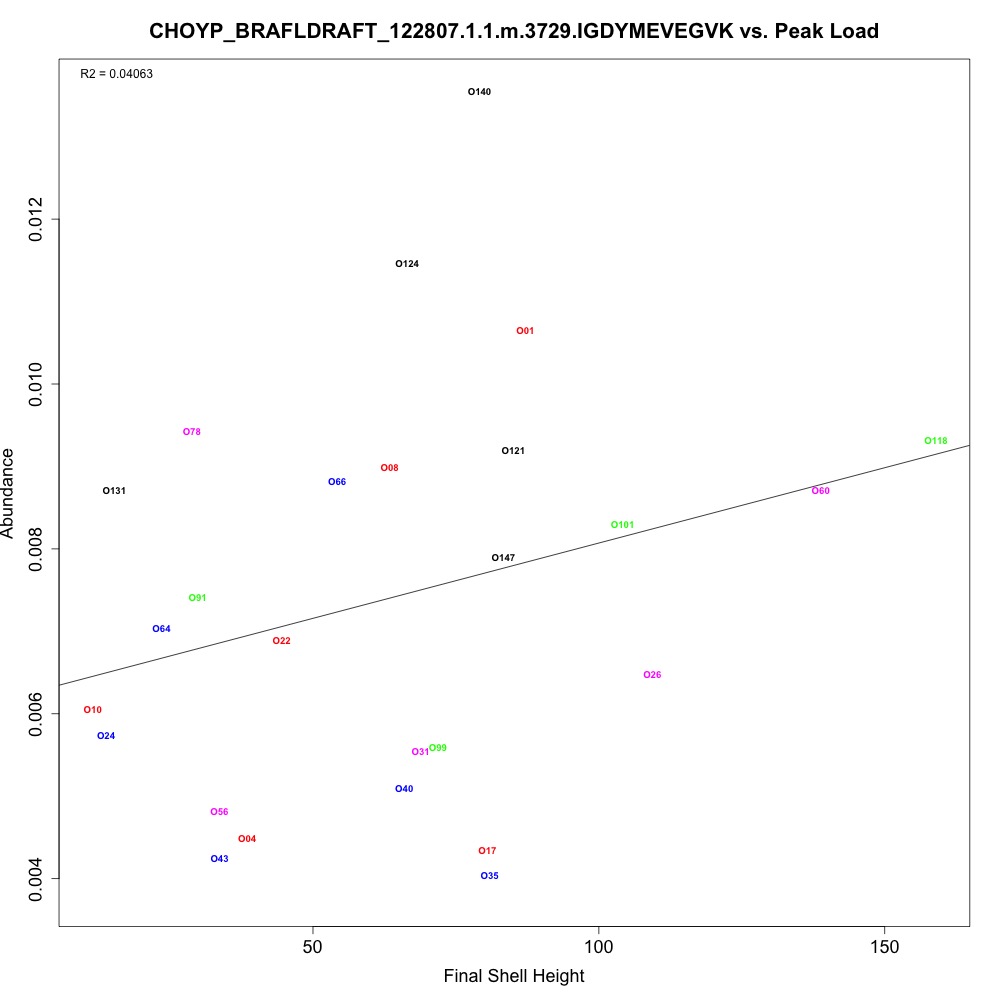 CHOYP_BRAFLDRAFT_122807.1.1.m.3729.IGDYMEVEGVK vs. Peak Load
R2 = 0.04063
O140
0.012
O124
O01
0.010
O78
O118
O121
O08
O66
O131
O60
O101
0.008
O147
O91
O64
O22
O26
O10
0.006
O24
O99
O31
O40
O56
O04
O17
O43
O35
0.004
Abundance
50
100
150
Final Shell Height